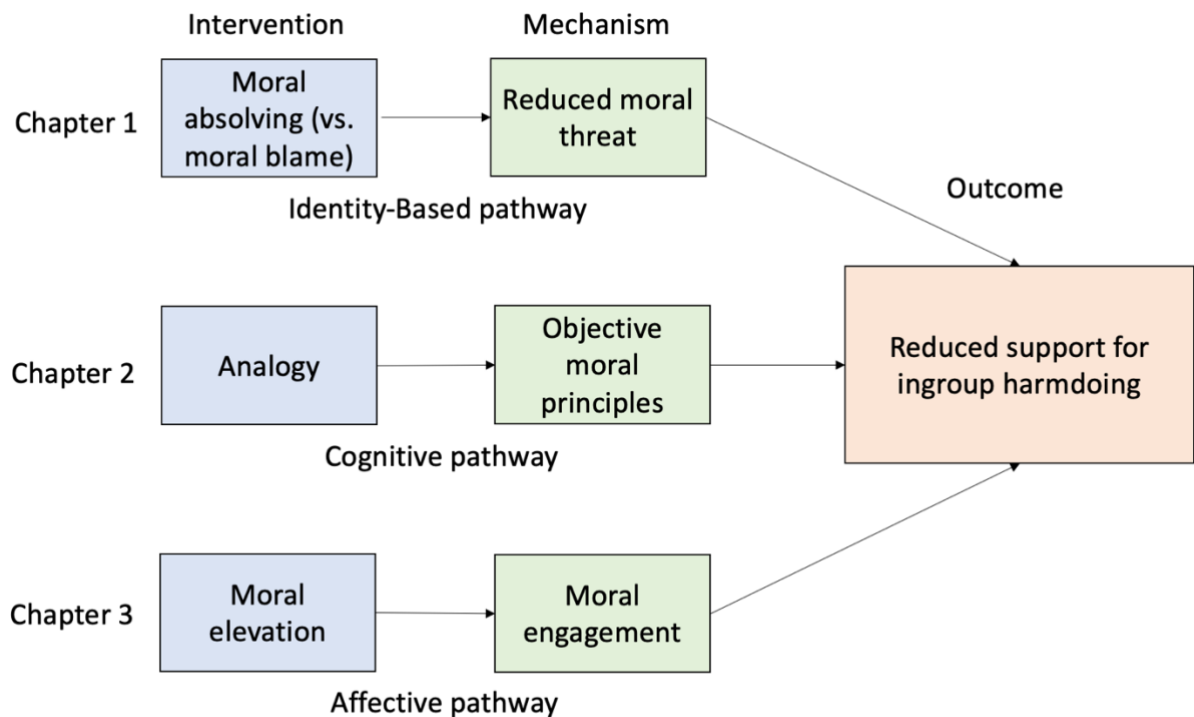 Intervention
Mechanism
Chapter 1
Moral
absolving (vs.
moral blame)
Reduced moral
threat
Identity-Based pathway
Outcome
Chapter 2
Analogy
Objective
moral
principles
Reduced support for
ingroup harmdoing
Cognitive pathway
Chapter 3
Moral
elevation
Moral
engagement
Affective pathway